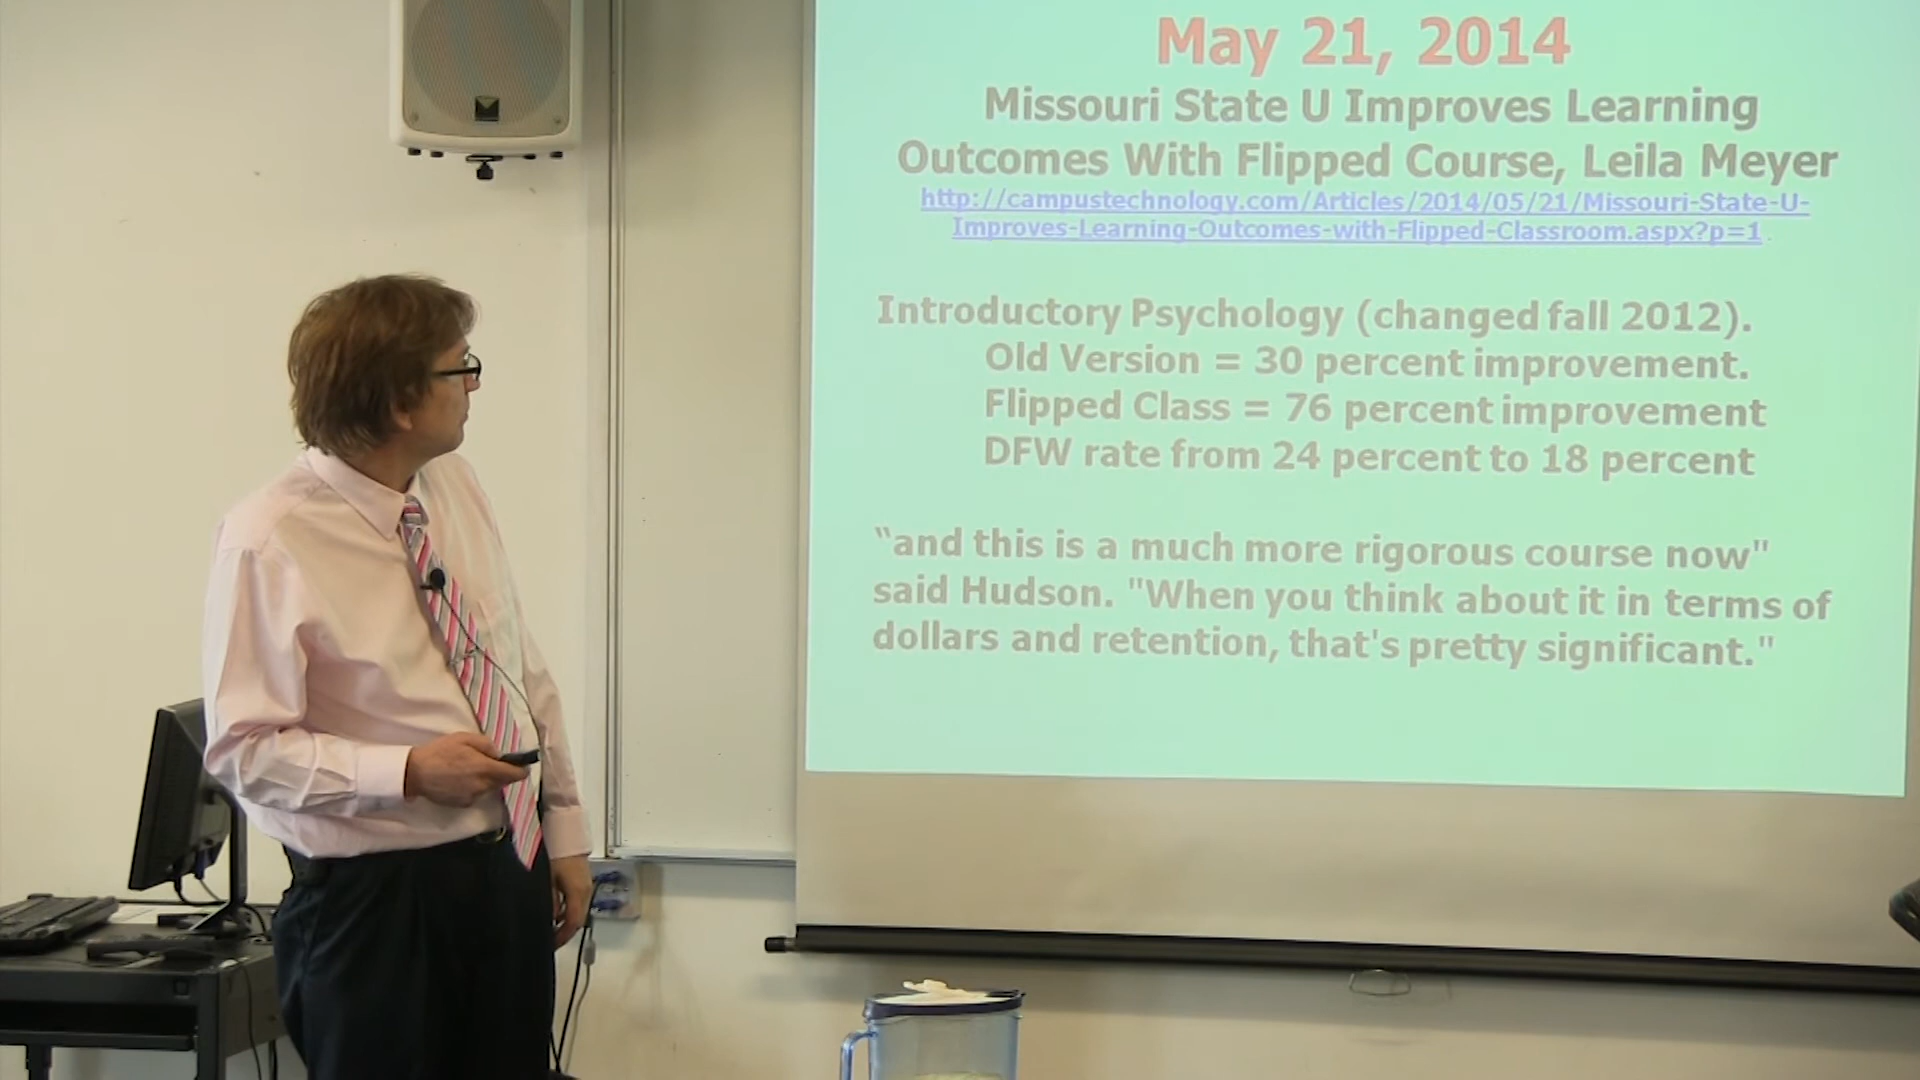 May 21, 2014
Missouri State U Improves Learning
Outcomes With Flipped Course, Leila Meyer
http://campustechnology.com/Articles/2014/05/21/Missouri-State-U-
Improves-Learning-Outcomes-with-Flipped-Classroom.aspx?p=1.
Introductory Psychology (changed fall 2012).
Old Version = 30 percent improvement.
Flipped Class = 76 percent improvement
DFW rate from 24 percent to 18 percent
“and this is a much more rigorous course now"
said Hudson. "When you think about it in terms of
dollars and retention, that's pretty significant."